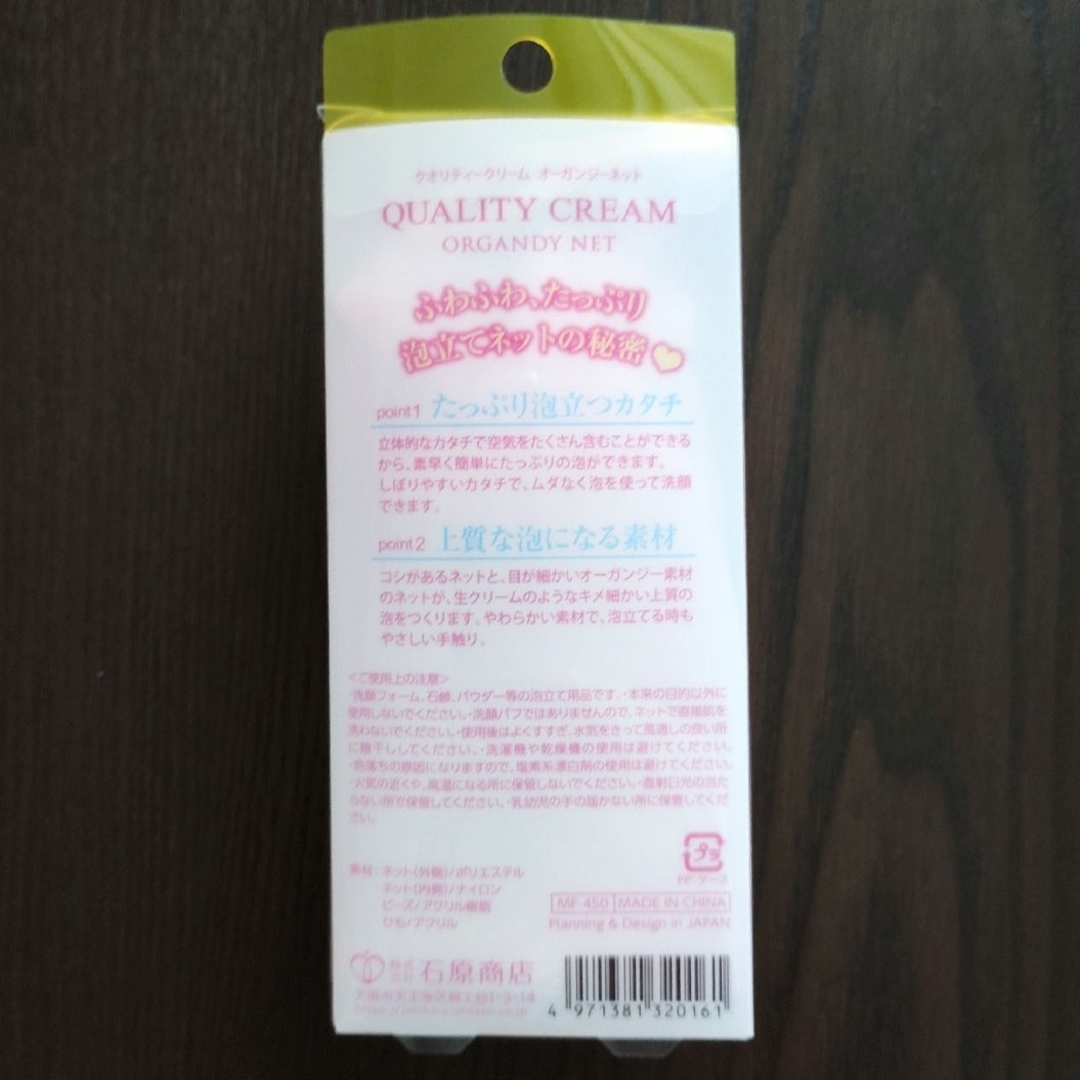 クオリティークリーム オーガンジーネット
QUALITY CREAM
ORGANDY NET
ふわふわ、たっぷり
泡立てネットの秘密
point1 たっぷり泡立つカタチ
立体的なカタチで空気をたくさん含むことができる
から、素早く簡単にたっぷりの泡ができます。
しぼりやすいカタチで、ムダなく泡を使って洗顔
できます。
point2 上質な泡になる素材
コシがあるネットと、目が細かいオーガンジー素材
のネットが、生クリームのようなキメ細かい上質の
泡をつくります。やわらかい素材で、泡立てる時も
やさしい手触り。
<ご使用上の注意>
・洗顔フォーム、石鹸、パウダー等の泡立て用品です。・本来の目的以外に
使用しないでください。・洗顔パフではありませんので、ネットで直接肌を
洗わないでください。・使用後はよくすすぎ、水気をきって風通しの良い所
に陰干ししてください。・洗濯機や乾燥機の使用は避けてください。
・色落ちの原因になりますので、塩素系漂白剤の使用は避けてください。
・火気の近くや、高温になる所に保管しないでください。・直射日光の当た
らない所で保管してください。・乳幼児の手の届かない所に保管してくだ
さい。
プラ
PP:ケース
素材 ネット(外側)/ポリエステル
ネット(内側)/ナイロン
ビーズ/アクリル樹脂
ひも/アクリル
MF-450 MADE IN CHINA
Planning & Design in JAPAN
株式会社 石原商店
大阪市天王寺区
4 971381 320161